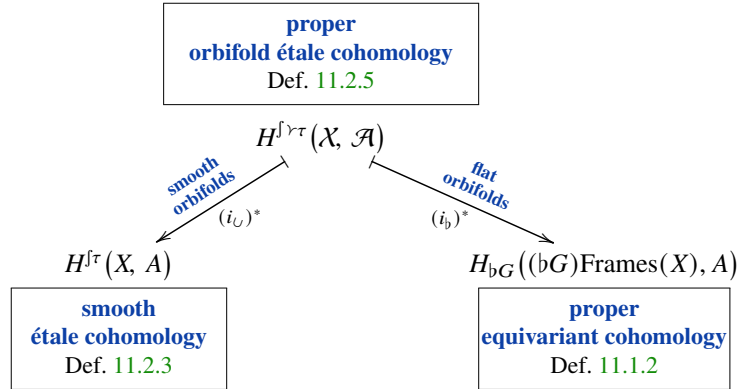 proper
orbifold étale cohomology
Def. 11.2.5
H^{ʃ≺τ}(𝒳, 𝒜)
smooth orbifolds
(i_∪)*
flat orbifolds
(i_♭)*
H^{ʃτ}(X, A)
H_{♭G}((♭G)Frames(X), A)
smooth
étale cohomology
Def. 11.2.3
proper
equivariant cohomology
Def. 11.1.2